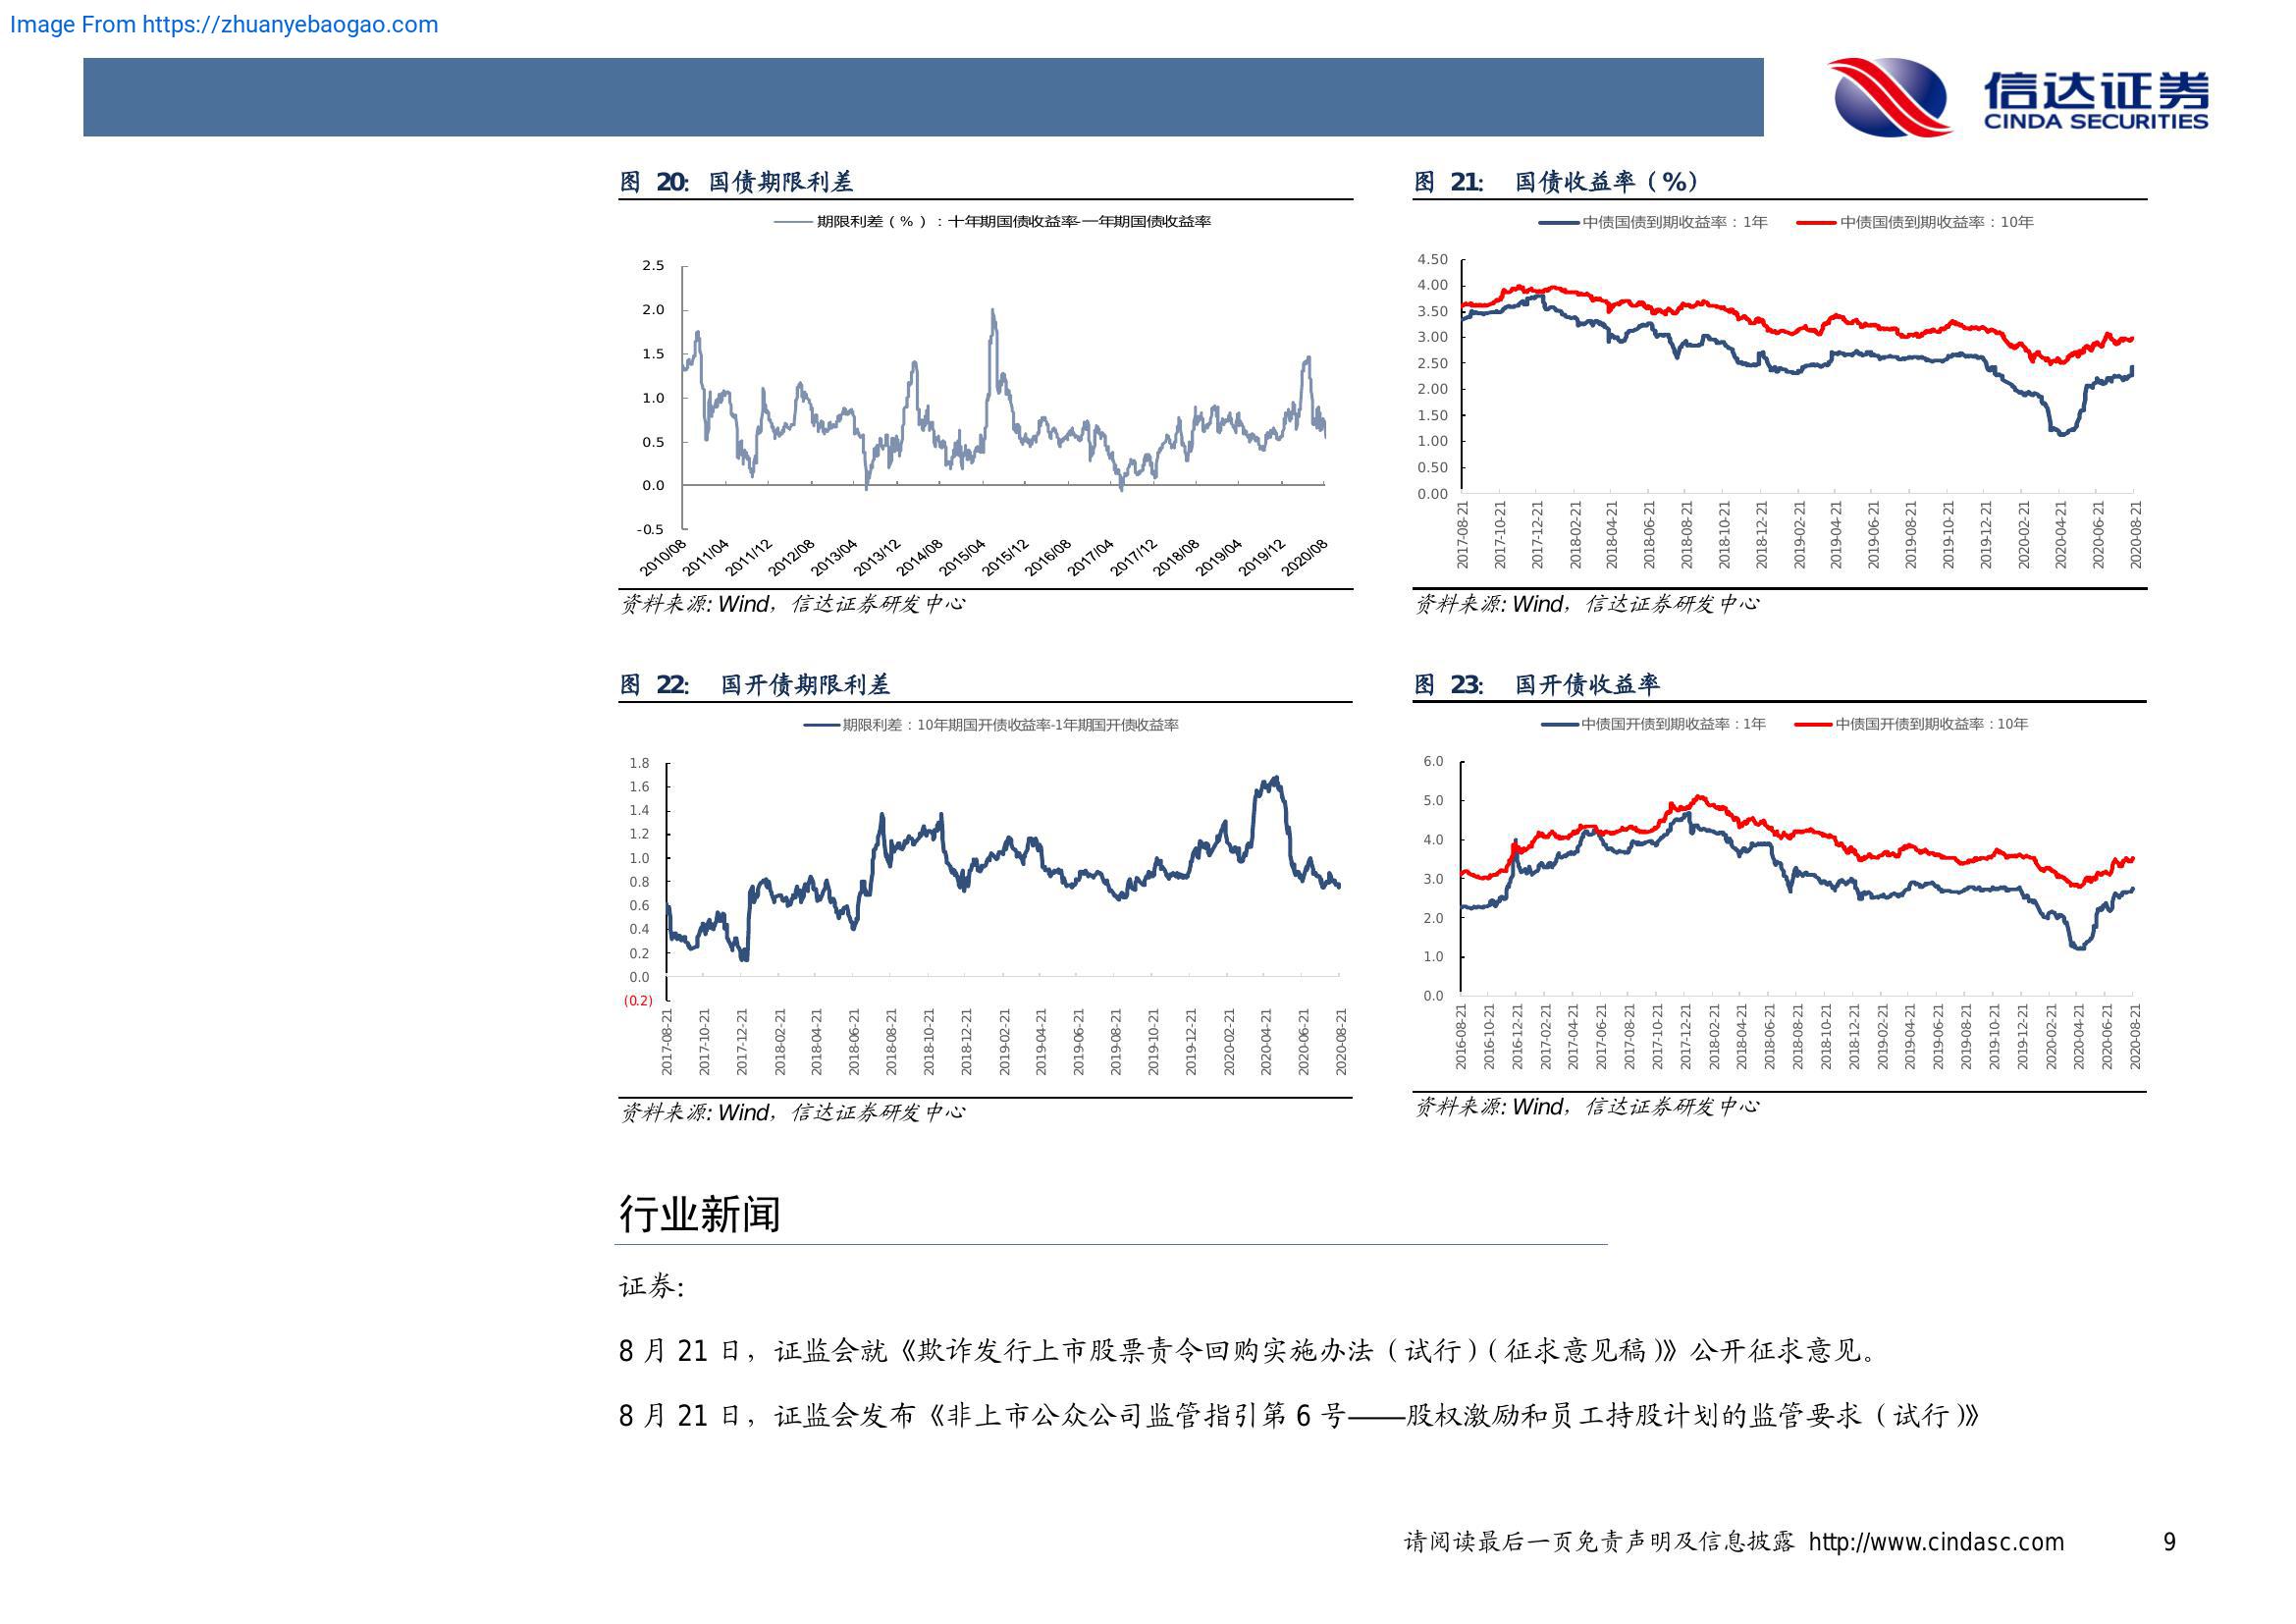 Image From https://zhuanyebaogao.com
信达证券
CINDA SECURITIES
图 20: 国债期限利差
期限利差（%）：十年期国债收益率-一年期国债收益率
2.5
2.0
1.5
1.0
0.5
0.0
-0.5
2010/08 2011/04 2011/12 2012/08 2013/04 2013/12 2014/08 2015/04 2015/12 2016/08 2017/04 2017/12 2018/08 2019/04 2019/12 2020/08
资料来源: Wind，信达证券研发中心
图 21: 国债收益率（%）
中债国债到期收益率：1年 中债国债到期收益率：10年
4.50
4.00
3.50
3.00
2.50
2.00
1.50
1.00
0.50
0.00
2017-08-21 2017-10-21 2017-12-21 2018-02-21 2018-04-21 2018-06-21 2018-08-21 2018-10-21 2018-12-21 2019-02-21 2019-04-21 2019-06-21 2019-08-21 2019-10-21 2019-12-21 2020-02-21 2020-04-21 2020-06-21 2020-08-21
资料来源: Wind，信达证券研发中心
图 22: 国开债期限利差
期限利差：10年期国开债收益率-1年期国开债收益率
1.8
1.6
1.4
1.2
1.0
0.8
0.6
0.4
0.2
0.0
(0.2)
2017-08-21 2017-10-21 2017-12-21 2018-02-21 2018-04-21 2018-06-21 2018-08-21 2018-10-21 2018-12-21 2019-02-21 2019-04-21 2019-06-21 2019-08-21 2019-10-21 2019-12-21 2020-02-21 2020-04-21 2020-06-21 2020-08-21
资料来源: Wind，信达证券研发中心
图 23: 国开债收益率
中债国开债到期收益率：1年 中债国开债到期收益率：10年
6.0
5.0
4.0
3.0
2.0
1.0
0.0
2016-08-21 2016-10-21 2016-12-21 2017-02-21 2017-04-21 2017-06-21 2017-08-21 2017-10-21 2017-12-21 2018-02-21 2018-04-21 2018-06-21 2018-08-21 2018-10-21 2018-12-21 2019-02-21 2019-04-21 2019-06-21 2019-08-21 2019-10-21 2019-12-21 2020-02-21 2020-04-21 2020-06-21 2020-08-21
资料来源: Wind，信达证券研发中心
行业新闻
证券:
8 月 21 日，证监会就《欺诈发行上市股票责令回购实施办法（试行）（征求意见稿）》公开征求意见。
8 月 21 日，证监会发布《非上市公众公司监管指引第 6 号——股权激励和员工持股计划的监管要求（试行）》
请阅读最后一页免责声明及信息披露 http://www.cindasc.com 9